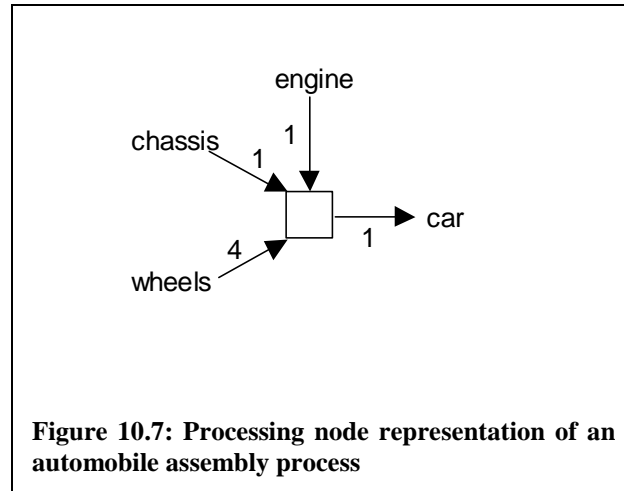 engine
1
chassis
1
car
1
4
wheels
Figure 10.7: Processing node representation of an
automobile assembly process